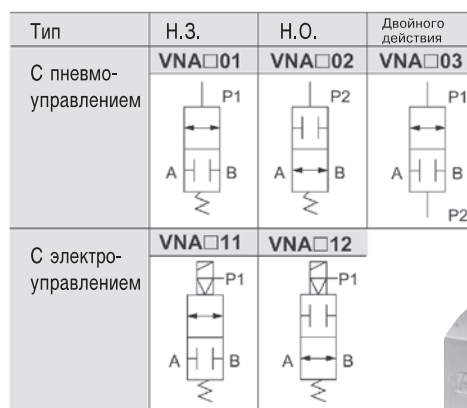 Тип Н.З. Н.О. Двойного
действия
С пневмо-
управлением
VNA□01 VNA□02 VNA□03
P1 P2 P1
A B A B A B
P2
С электро-
управлением
VNA□11 VNA□12
P1 P1
A B A B